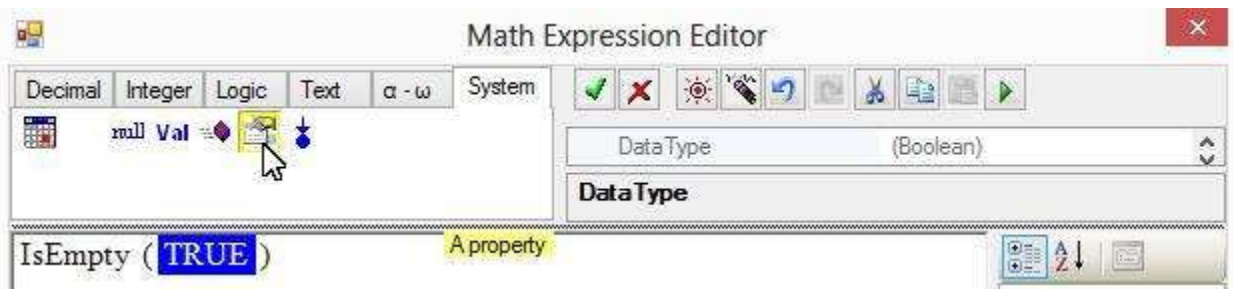 Math Expression Editor
Decimal Integer Logic Text α - ω System
null Val
DataType (Boolean)
DataType
IsEmpty ( TRUE )
A property
A
Z